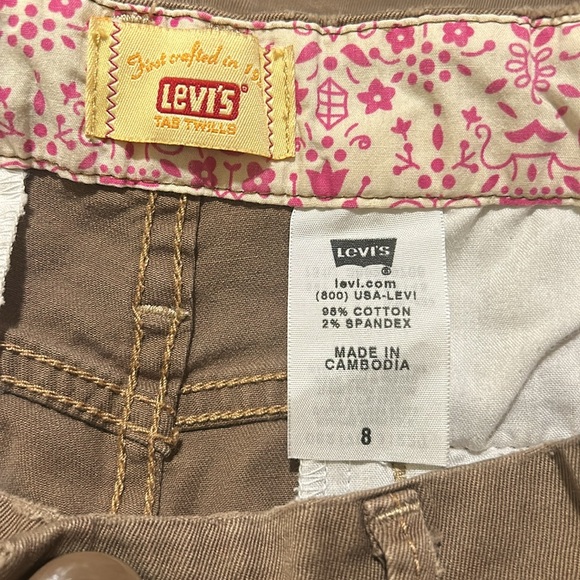 First crafted in
LEVI'S
TAB TWILLS
LEVI'S
®
levi.com
(800) USA-LEVI
98% COTTON
2% SPANDEX
MADE IN
CAMBODIA
8